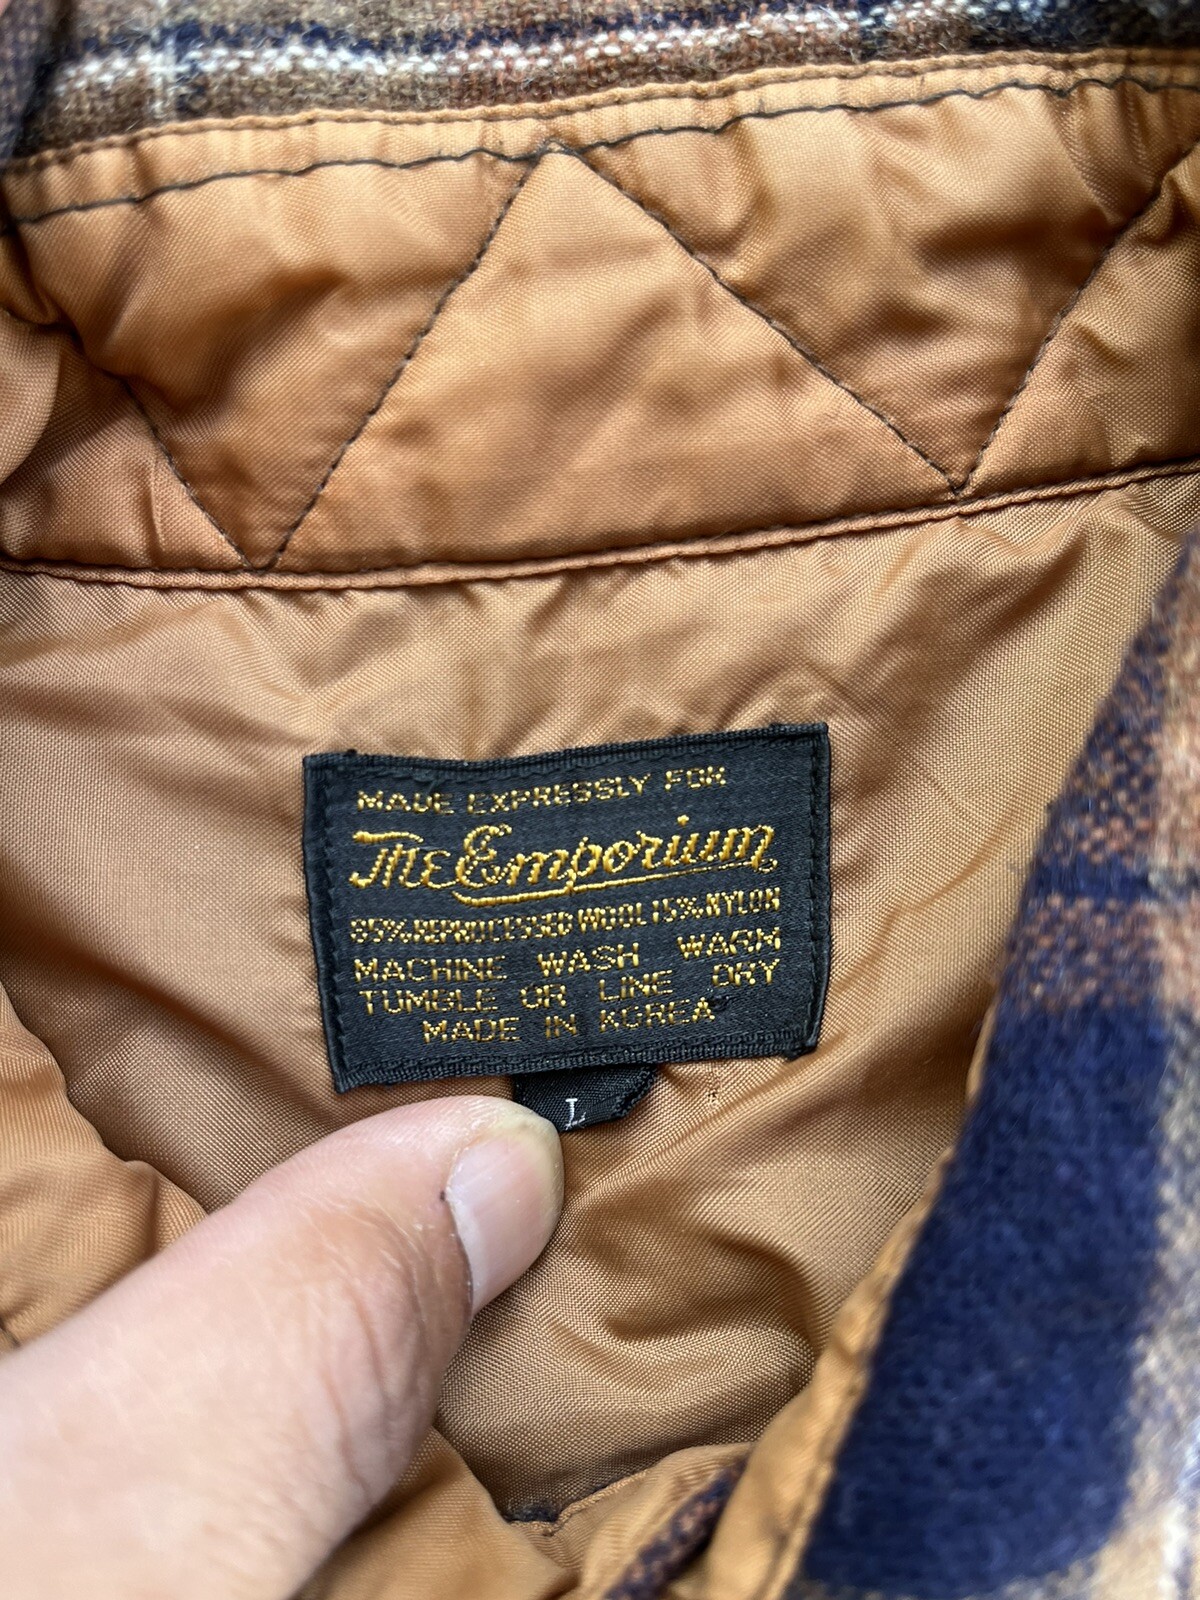 MADE EXPRESSLY FOR
The Emporium
85% REPROCESSED WOOL 15% NYLON
MACHINE WASH WARM
TUMBLE OR LINE DRY
MADE IN KOREA
L